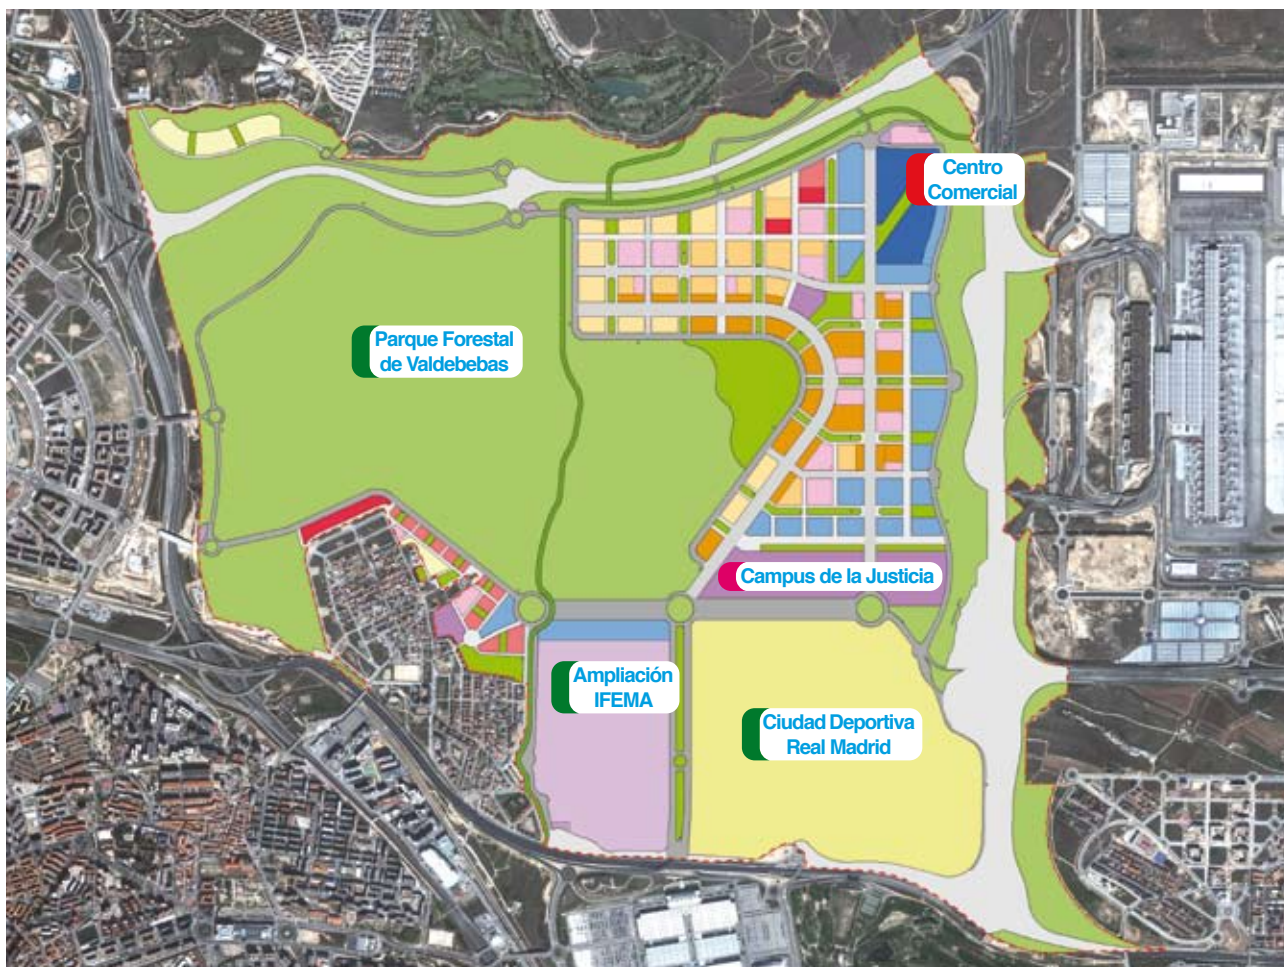 Centro
Comercial
Parque Forestal
de Valdebebas
Campus de la Justicia
Ampliación
IFEMA
Ciudad Deportiva
Real Madrid